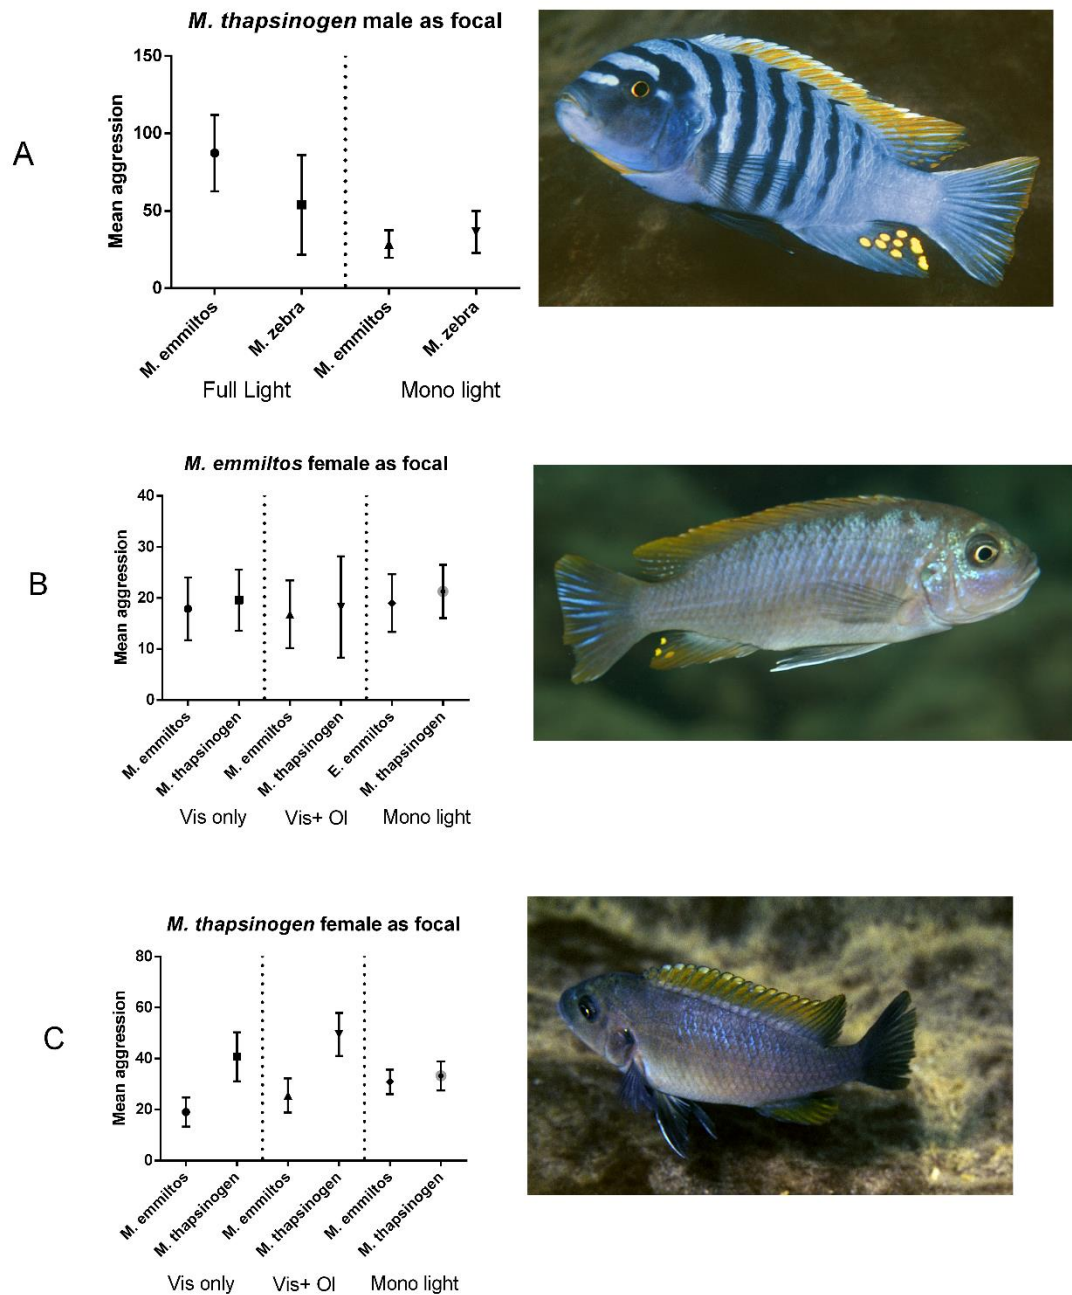 M. thapsinogen male as focal
A
Mean aggression
150
100
50
0
M. emmiltos
M. zebra
M. emmiltos
M. zebra
Full Light
Mono light
M. emmiltos female as focal
B
Mean aggression
40
30
20
10
0
M. emmiltos
M. thapsinogen
M. emmiltos
M. thapsinogen
E. emmiltos
M. thapsinogen
Vis only
Vis+ Ol
Mono light
M. thapsinogen female as focal
C
Mean aggression
80
60
40
20
0
M. emmiltos
M. thapsinogen
M. emmiltos
M. thapsinogen
M. emmiltos
M. thapsinogen
Vis only
Vis+ Ol
Mono light